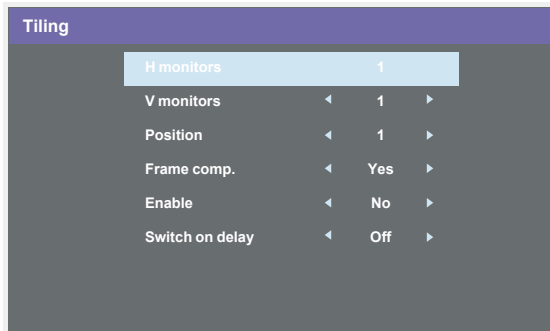 Tiling
H monitors 1
V monitors 1
Position 1
Frame comp. Yes
Enable No
Switch on delay Off